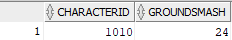 CHARACTERID GROUNDSMASH
1 1010 24